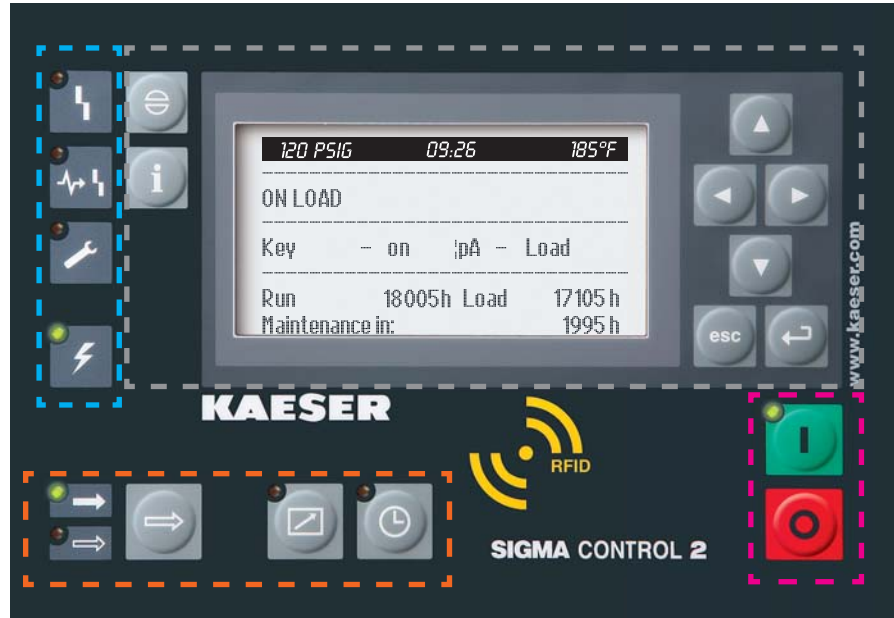 120 PSIG 09:26 185°F
ON LOAD
Key - on ¦pA - Load
Run 18005h Load 17105 h
Maintenance in: 1995 h
esc
i
www.kaeser.com
KAESER
RFID
SIGMA CONTROL 2